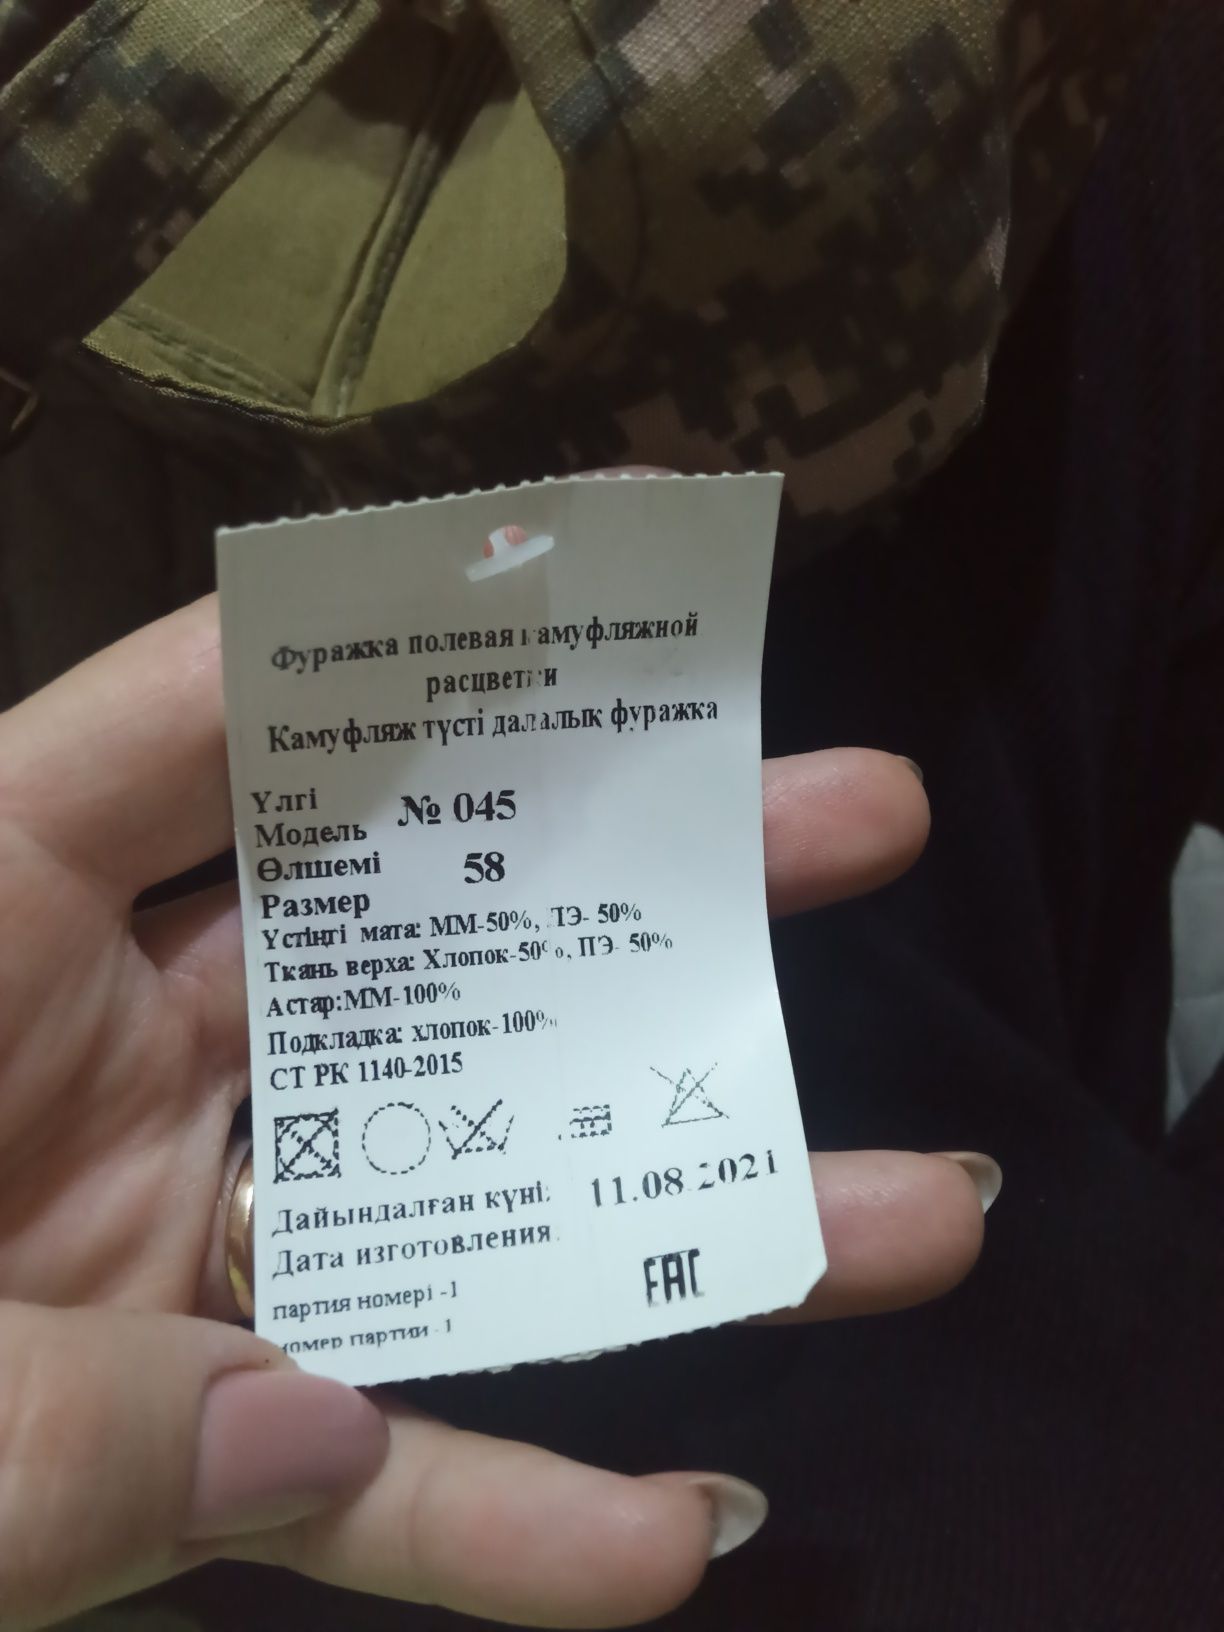 Фуражка полевая камуфляжной
расцветки
Камуфляж түсті далалық фуражка
Үлгі
Модель № 045
Өлшемі
Размер 58
Үстіңгі мата: ММ-50%, ПЭ- 50%
Ткань верха: Хлопок-50%, ПЭ- 50%
Астар:ММ-100%
Подкладка: хлопок-100%
СТ РК 1140-2015
Дайындалған күні: 11.08.2021
Дата изготовления:
EAC
партия номері -1
номер партии - 1